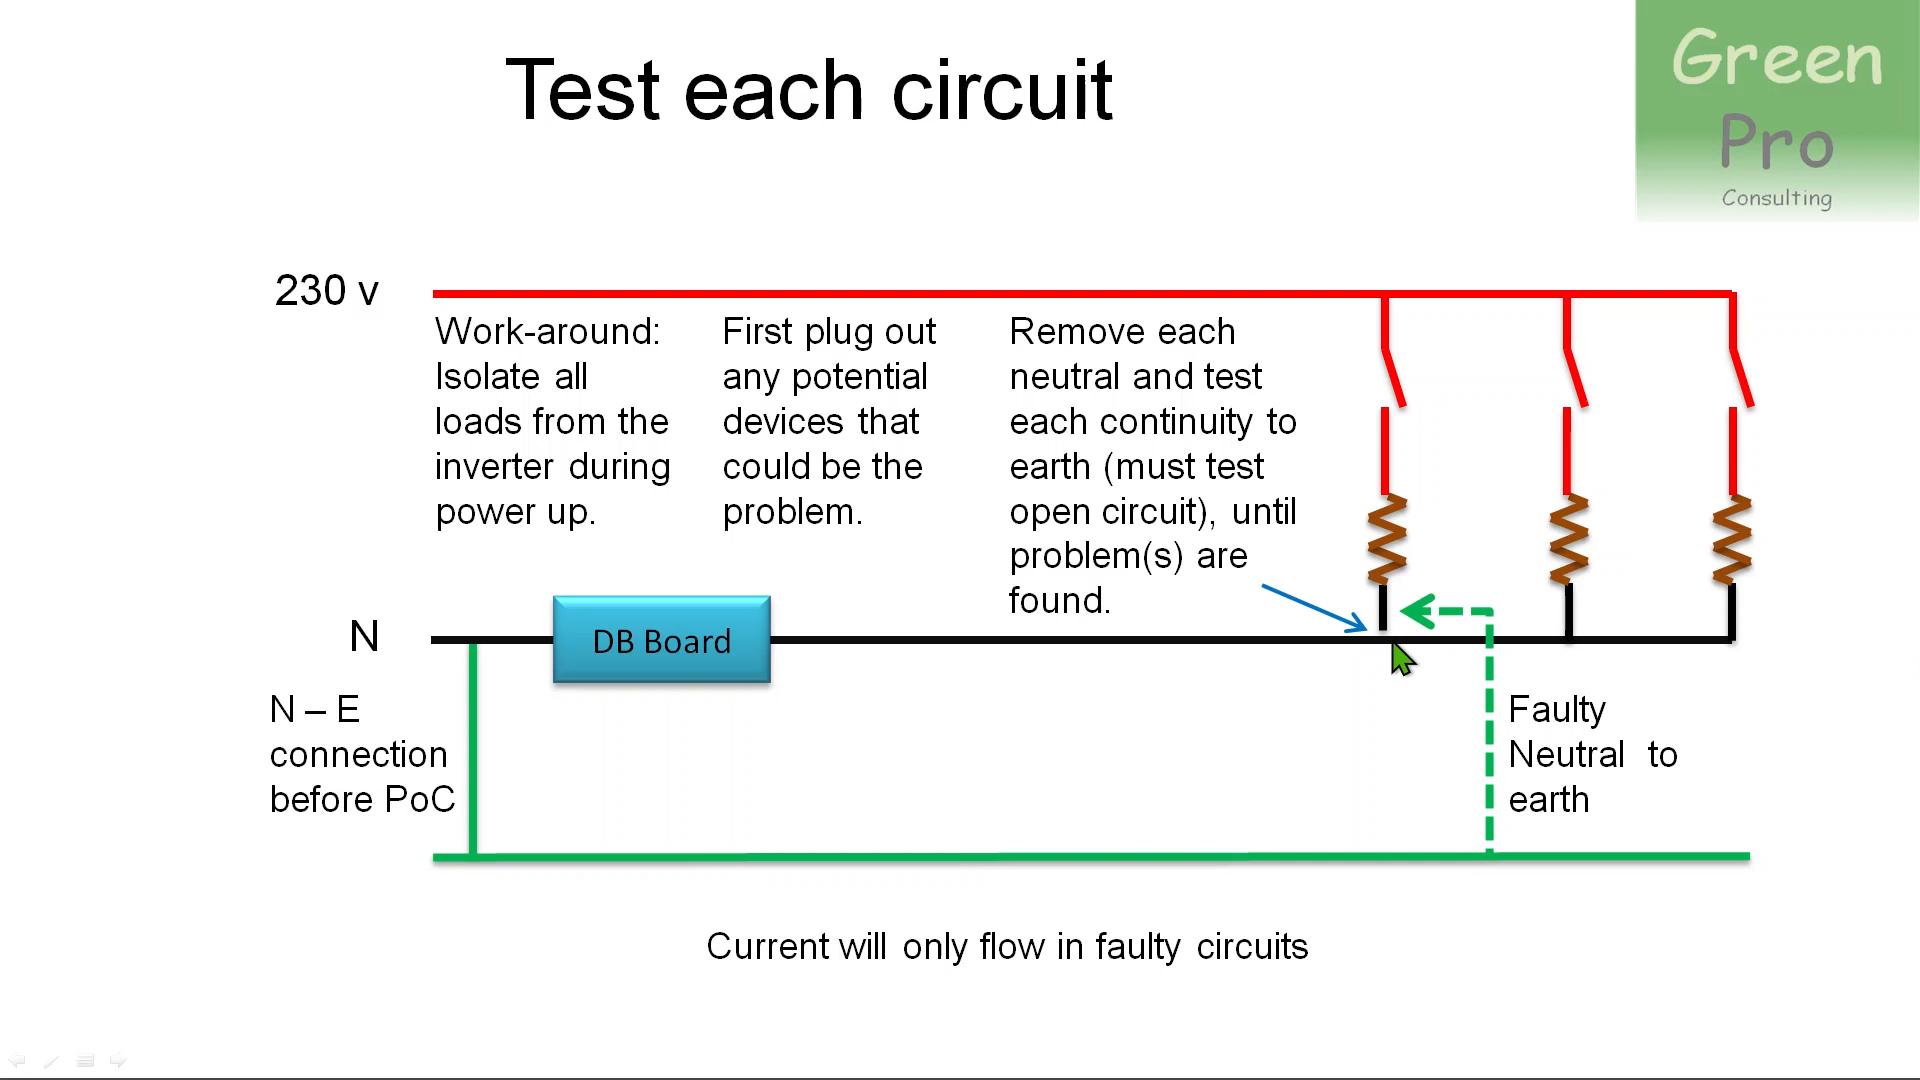 Test each circuit
Green
Pro
Consulting
230 v
Work-around:
Isolate all
loads from the
inverter during
power up.
First plug out
any potential
devices that
could be the
problem.
Remove each
neutral and test
each continuity to
earth (must test
open circuit), until
problem(s) are
found.
N
DB Board
N – E
connection
before PoC
Faulty
Neutral to
earth
Current will only flow in faulty circuits